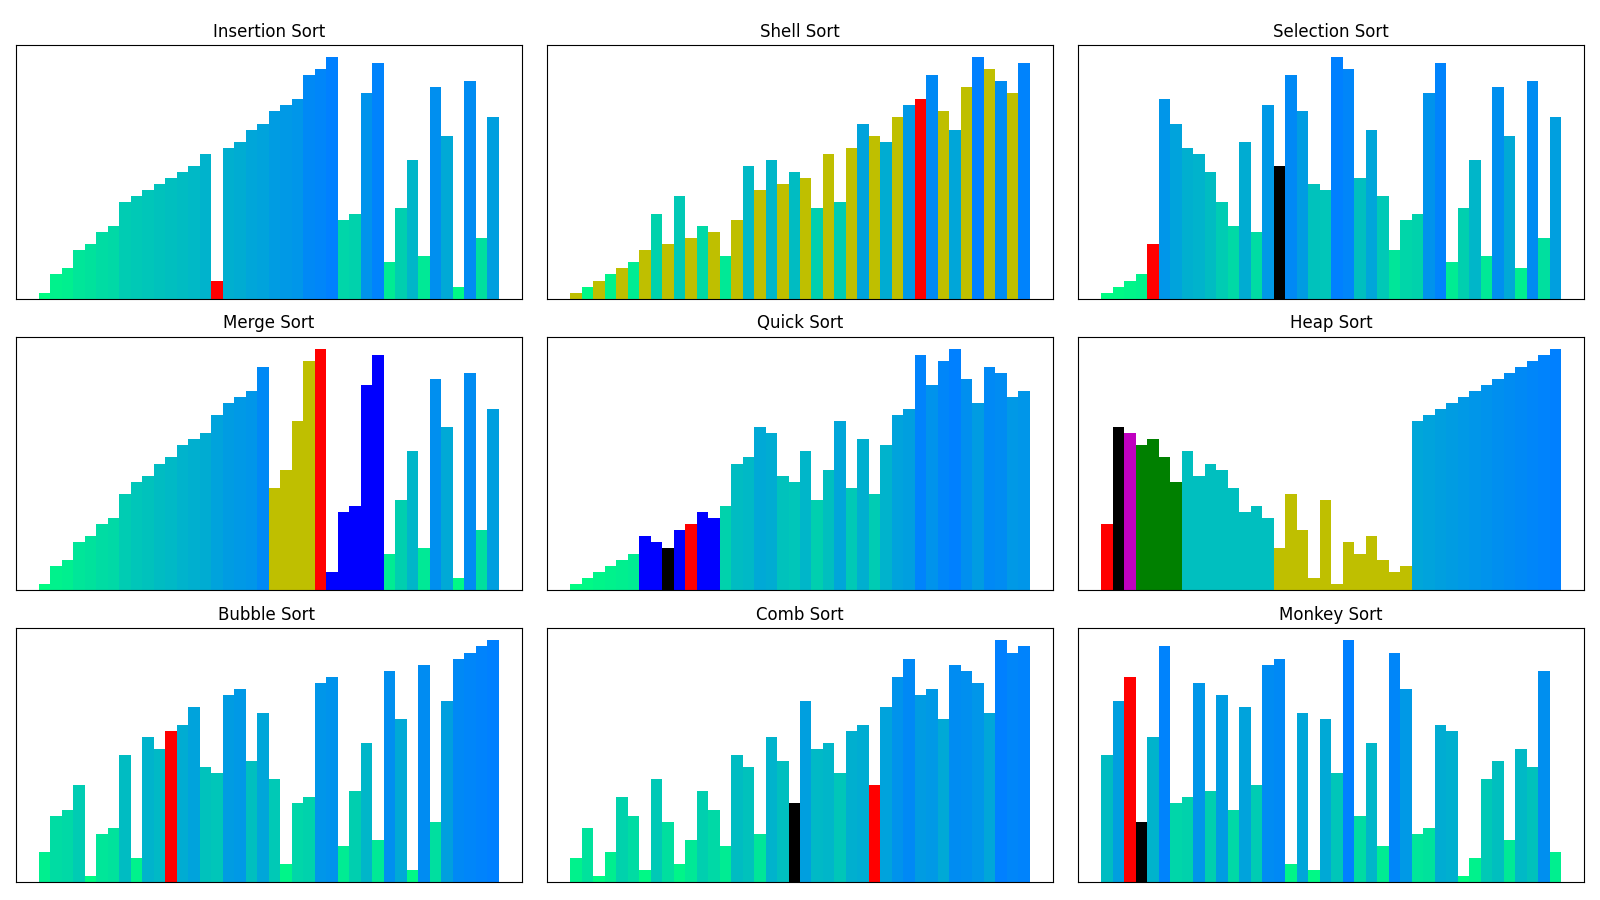 Insertion Sort
Shell Sort
Selection Sort
Merge Sort
Quick Sort
Heap Sort
Bubble Sort
Comb Sort
Monkey Sort